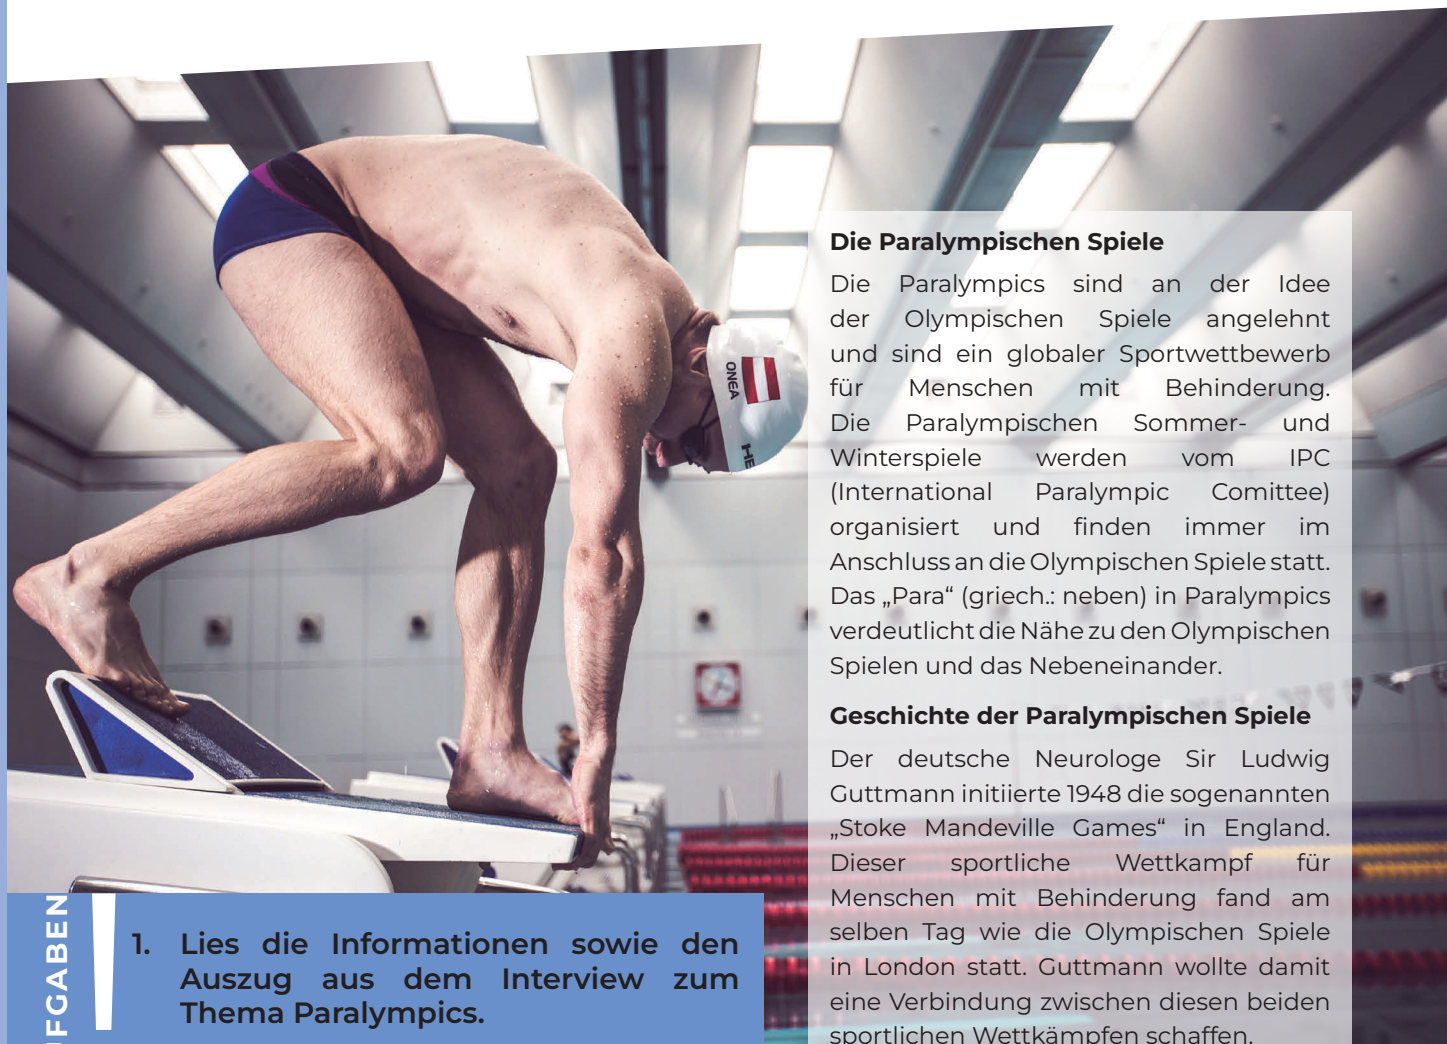 ONEA
HE
Die Paralympischen Spiele
Die Paralympics sind an der Idee
der Olympischen Spiele angelehnt
und sind ein globaler Sportwettbewerb
für Menschen mit Behinderung.
Die Paralympischen Sommer- und
Winterspiele werden vom IPC
(International Paralympic Comittee)
organisiert und finden immer im
Anschluss an die Olympischen Spiele statt.
Das „Para“ (griech.: neben) in Paralympics
verdeutlicht die Nähe zu den Olympischen
Spielen und das Nebeneinander.
Geschichte der Paralympischen Spiele
Der deutsche Neurologe Sir Ludwig
Guttmann initiierte 1948 die sogenannten
„Stoke Mandeville Games“ in England.
Dieser sportliche Wettkampf für
Menschen mit Behinderung fand am
selben Tag wie die Olympischen Spiele
in London statt. Guttmann wollte damit
eine Verbindung zwischen diesen beiden
sportlichen Wettkämpfen schaffen.
FGABEN
!
1. Lies die Informationen sowie den
Auszug aus dem Interview zum
Thema Paralympics.